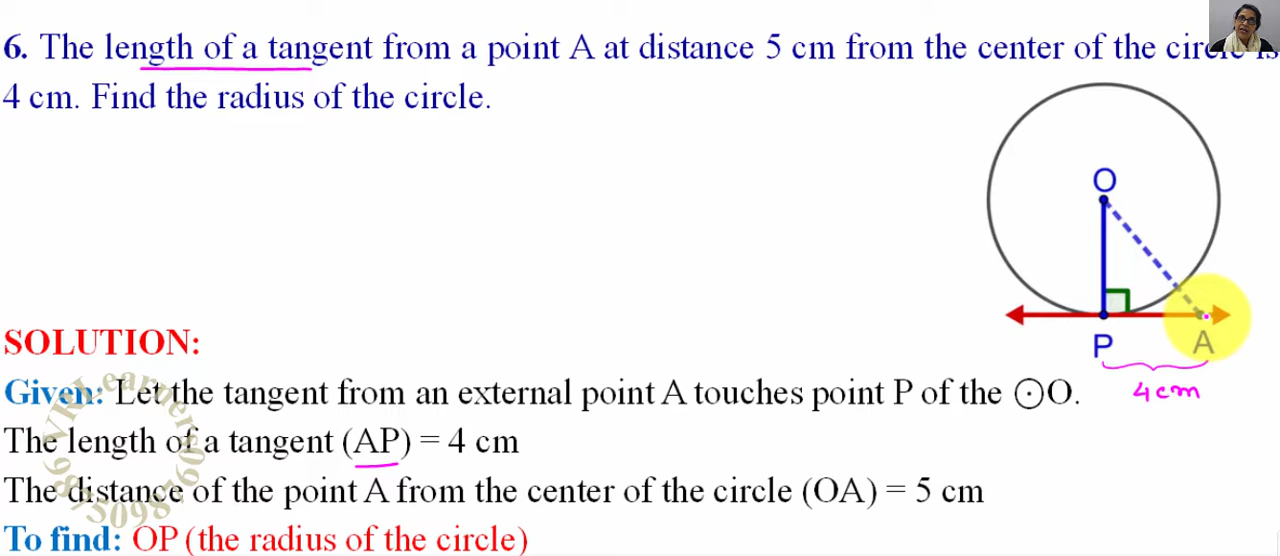 6. The length of a tangent from a point A at distance 5 cm from the center of the circle is
4 cm. Find the radius of the circle.
O
P
A
4cm
SOLUTION:
Given: Let the tangent from an external point A touches point P of the ⊙O.
The length of a tangent (AP) = 4 cm
The distance of the point A from the center of the circle (OA) = 5 cm
To find: OP (the radius of the circle)